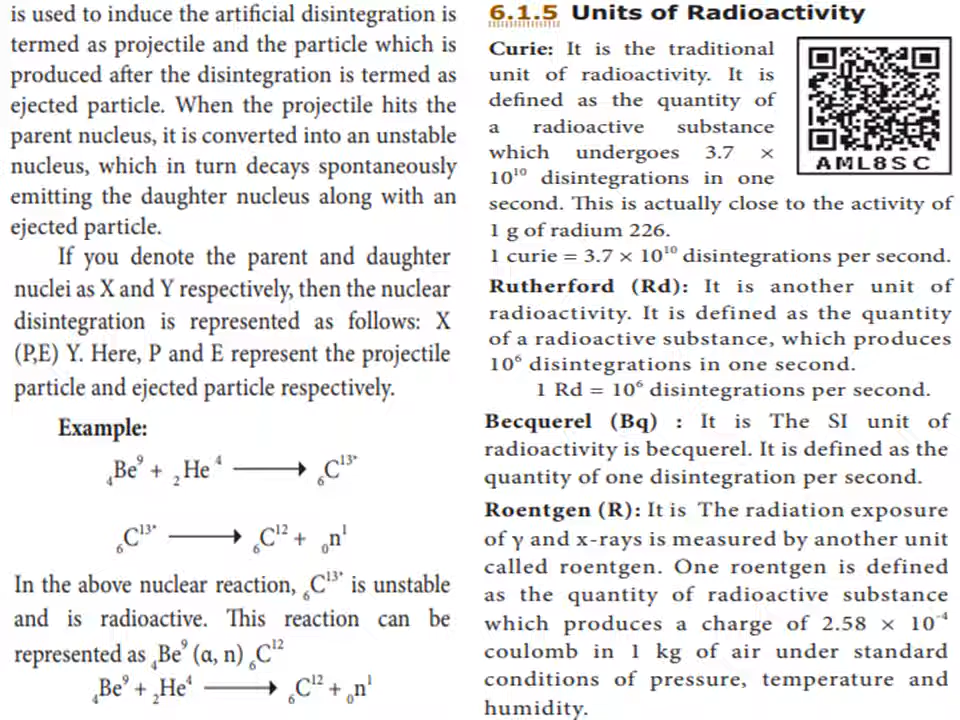 is used to induce the artificial disintegration is
termed as projectile and the particle which is
produced after the disintegration is termed as
ejected particle. When the projectile hits the
parent nucleus, it is converted into an unstable
nucleus, which in turn decays spontaneously
emitting the daughter nucleus along with an
ejected particle.
If you denote the parent and daughter
nuclei as X and Y respectively, then the nuclear
disintegration is represented as follows: X
(P,E) Y. Here, P and E represent the projectile
particle and ejected particle respectively.
Example:
₄Be⁹ + ₂He⁴ ⟶ ₆C¹³*
₆C¹³* ⟶ ₆C¹² + ₀n¹
In the above nuclear reaction, ₆C¹³* is unstable
and is radioactive. This reaction can be
represented as ₄Be⁹ (α, n) ₆C¹²
₄Be⁹ + ₂He⁴ ⟶ ₆C¹² + ₀n¹
6.1.5 Units of Radioactivity
Curie: It is the traditional
unit of radioactivity. It is
defined as the quantity of
a radioactive substance
which undergoes 3.7 ×
10¹⁰ disintegrations in one
second. This is actually close to the activity of
1 g of radium 226.
1 curie = 3.7 × 10¹⁰ disintegrations per second.
Rutherford (Rd): It is another unit of
radioactivity. It is defined as the quantity
of a radioactive substance, which produces
10⁶ disintegrations in one second.
1 Rd = 10⁶ disintegrations per second.
Becquerel (Bq) : It is The SI unit of
radioactivity is becquerel. It is defined as the
quantity of one disintegration per second.
Roentgen (R): It is The radiation exposure
of γ and x-rays is measured by another unit
called roentgen. One roentgen is defined
as the quantity of radioactive substance
which produces a charge of 2.58 × 10⁻⁴
coulomb in 1 kg of air under standard
conditions of pressure, temperature and
humidity.
AML8SC